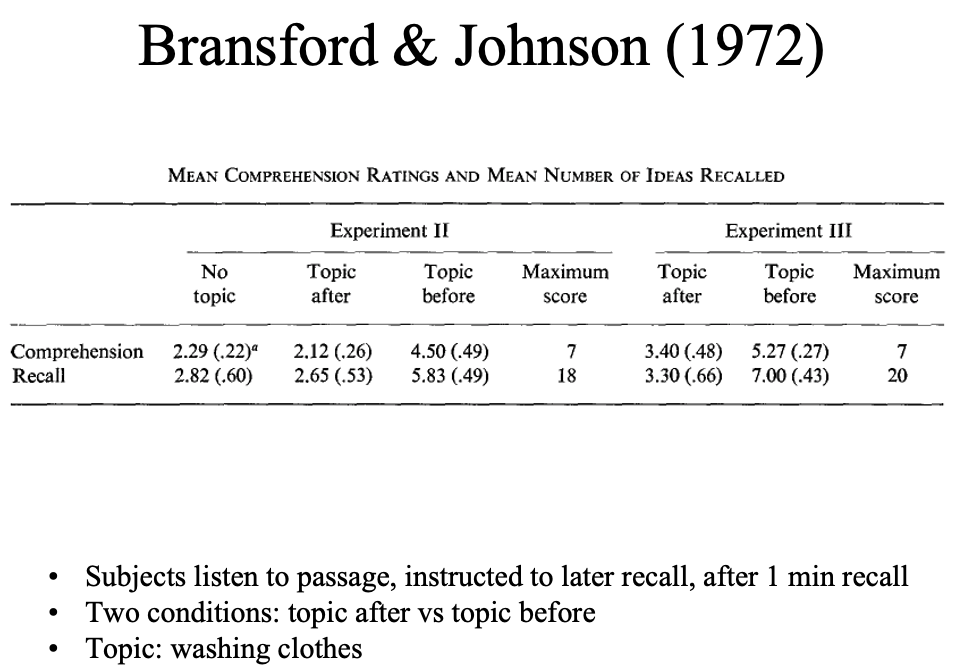 Bransford & Johnson (1972)
Mean Comprehension Ratings and Mean Number of Ideas Recalled
Experiment II Experiment III
No topic Topic after Topic before Maximum score Topic after Topic before Maximum score
Comprehension 2.29 (.22)ᵃ 2.12 (.26) 4.50 (.49) 7 3.40 (.48) 5.27 (.27) 7
Recall 2.82 (.60) 2.65 (.53) 5.83 (.49) 18 3.30 (.66) 7.00 (.43) 20
• Subjects listen to passage, instructed to later recall, after 1 min recall
• Two conditions: topic after vs topic before
• Topic: washing clothes